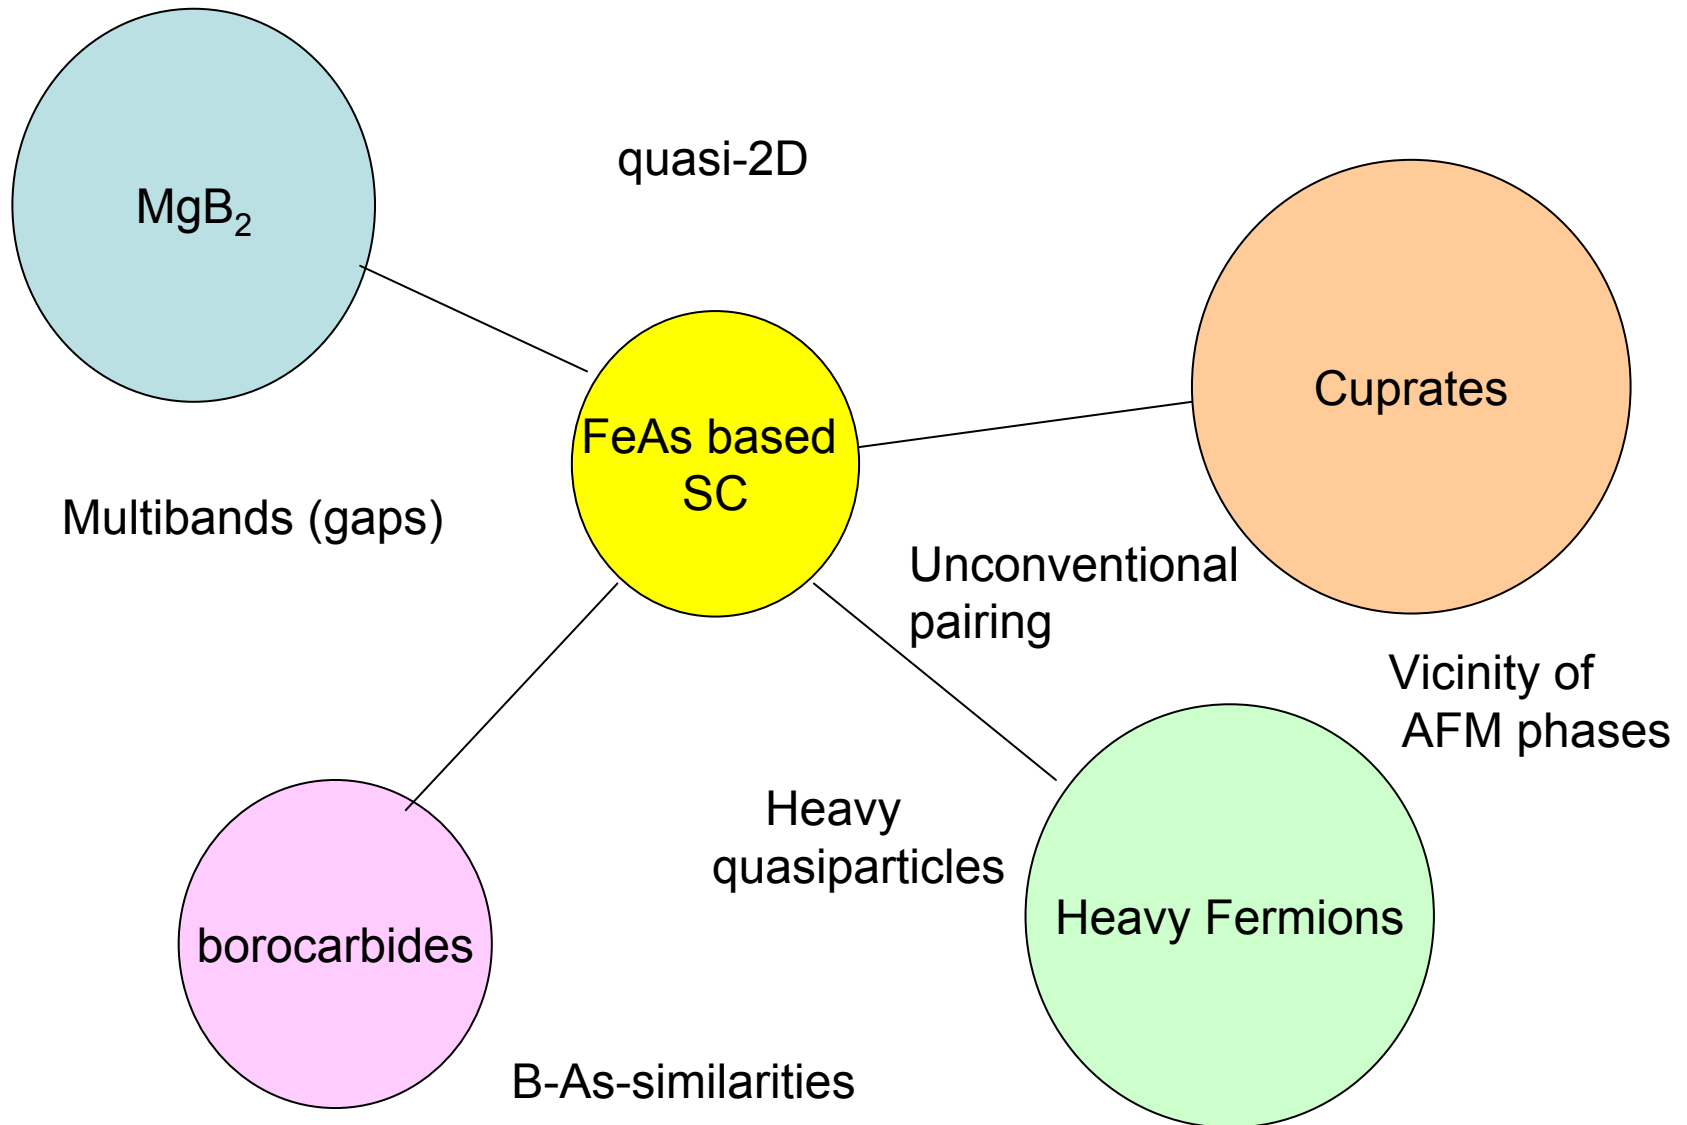 quasi-2D
MgB₂
Cuprates
FeAs based
SC
Multibands (gaps)
Unconventional
pairing
Vicinity of
AFM phases
Heavy
quasiparticles
Heavy Fermions
borocarbides
B-As-similarities